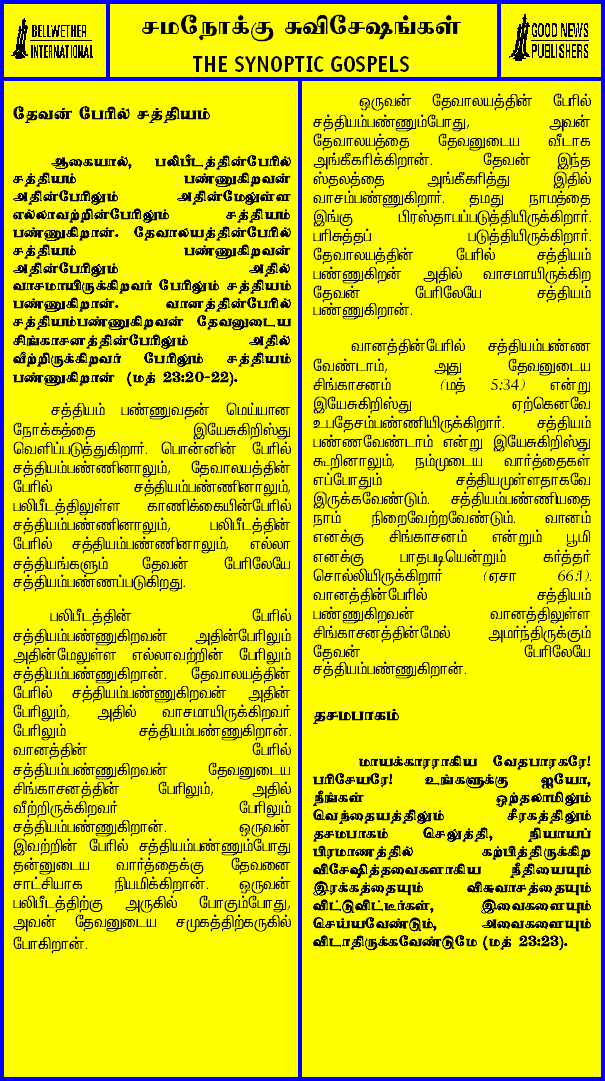 BELLWETHER
INTERNATIONAL
சமநோக்கு சுவிசேஷங்கள்
THE SYNOPTIC GOSPELS
GOOD NEWS
PUBLISHERS
தேவன் பேரில் சத்தியம்
ஆகையால், பலிபீடத்தின்பேரில்
சத்தியம் பண்ணுகிறவன்
அதின்பேரிலும் அதின்மேலுள்ள
எல்லாவற்றின்பேரிலும் சத்தியம்
பண்ணுகிறான். தேவாலயத்தின்பேரில்
சத்தியம் பண்ணுகிறவன்
அதின்பேரிலும் அதில்
வாசமாயிருக்கிறவர் பேரிலும் சத்தியம்
பண்ணுகிறான். வானத்தின்பேரில்
சத்தியம்பண்ணுகிறவன் தேவனுடைய
சிங்காசனத்தின்பேரிலும் அதில்
வீற்றிருக்கிறவர் பேரிலும் சத்தியம்
பண்ணுகிறான் (மத் 23:20-22).
சத்தியம் பண்ணுவதன் மெய்யான
நோக்கத்தை இயேசுகிறிஸ்து
வெளிப்படுத்துகிறார். பொன்னின் பேரில்
சத்தியம்பண்ணினாலும், தேவாலயத்தின்
பேரில் சத்தியம்பண்ணினாலும்,
பலிபீடத்திலுள்ள காணிக்கையின்பேரில்
சத்தியம்பண்ணினாலும், பலிபீடத்தின்
பேரில் சத்தியம்பண்ணினாலும், எல்லா
சத்தியங்களும் தேவன் பேரிலேயே
சத்தியம்பண்ணப்படுகிறது.
பலிபீடத்தின் பேரில்
சத்தியம்பண்ணுகிறவன் அதின்பேரிலும்
அதின்மேலுள்ள எல்லாவற்றின் பேரிலும்
சத்தியம்பண்ணுகிறான். தேவாலயத்தின்
பேரில் சத்தியம்பண்ணுகிறவன் அதின்
பேரிலும், அதில் வாசமாயிருக்கிறவர்
பேரிலும் சத்தியம்பண்ணுகிறான்.
வானத்தின் பேரில்
சத்தியம்பண்ணுகிறவன் தேவனுடைய
சிங்காசனத்தின் பேரிலும், அதில்
வீற்றிருக்கிறவர் பேரிலும்
சத்தியம்பண்ணுகிறான். ஒருவன்
இவற்றின் பேரில் சத்தியம்பண்ணும்போது
தன்னுடைய வார்த்தைக்கு தேவனை
சாட்சியாக நியமிக்கிறான். ஒருவன்
பலிபீடத்திற்கு அருகில் போகும்போது,
அவன் தேவனுடைய சமுகத்திற்கருகில்
போகிறான்.
ஒருவன் தேவாலயத்தின் பேரில்
சத்தியம்பண்ணும்போது, அவன்
தேவாலயத்தை தேவனுடைய வீடாக
அங்கீகரிக்கிறான். தேவன் இந்த
ஸ்தலத்தை அங்கீகரித்து இதில்
வாசம்பண்ணுகிறார். தமது நாமத்தை
இங்கு பிரஸ்தாபப்படுத்தியிருக்கிறார்.
பரிசுத்தப் படுத்தியிருக்கிறார்.
தேவாலயத்தின் பேரில் சத்தியம்
பண்ணுகிறன் அதில் வாசமாயிருக்கிற
தேவன் பேரிலேயே சத்தியம்
பண்ணுகிறான்.
வானத்தின்பேரில் சத்தியம்பண்ண
வேண்டாம், அது தேவனுடைய
சிங்காசனம் (மத் 5:34) என்று
இயேசுகிறிஸ்து ஏற்கெனவே
உபதேசம்பண்ணியிருக்கிறார். சத்தியம்
பண்ணவேண்டாம் என்று இயேசுகிறிஸ்து
கூறினாலும், நம்முடைய வார்த்தைகள்
எப்போதும் சத்தியமுள்ளதாகவே
இருக்கவேண்டும். சத்தியம்பண்ணியதை
நாம் நிறைவேற்றவேண்டும். வானம்
எனக்கு சிங்காசனம் என்றும் பூமி
எனக்கு பாதபடியென்றும் கர்த்தர்
சொல்லியிருக்கிறார் (ஏசா 66:1).
வானத்தின்பேரில் சத்தியம்
பண்ணுகிறவன் வானத்திலுள்ள
சிங்காசனத்தின்மேல் அமர்ந்திருக்கும்
தேவன் பேரிலேயே
சத்தியம்பண்ணுகிறான்.
தசமபாகம்
மாயக்காரராகிய வேதபாரகரே!
பரிசேயரே! உங்களுக்கு ஐயோ,
நீங்கள் ஒற்தலாமிலும்
வெந்தையத்திலும் சீரகத்திலும்
தசமபாகம் செலுத்தி, நியாயப்
பிரமாணத்தில் கற்பித்திருக்கிற
விசேஷித்தவைகளாகிய நீதியையும்
இரக்கத்தையும் விசுவாசத்தையும்
விட்டுவிட்டீர்கள், இவைகளையும்
செய்யவேண்டும், அவைகளையும்
விடாதிருக்கவேண்டுமே (மத் 23:23).